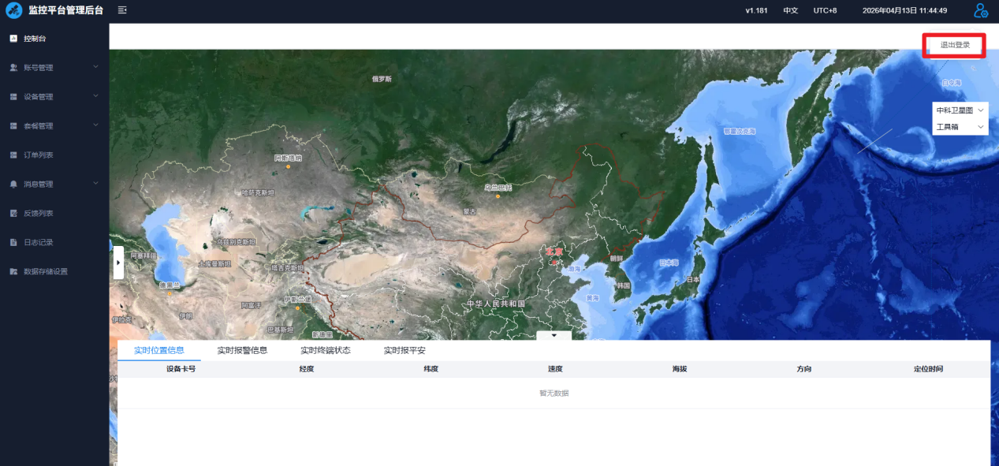 监控平台管理后台
v1.181 中文 UTC+8 2026年04月13日 11:44:49
控制台
退出登录
账号管理
设备管理
套餐管理
订单列表
消息管理
反馈列表
日志记录
数据存储设置
俄罗斯
白令海
中科卫星图
工具箱
鄂霍次克海
阿斯塔纳
哈萨克斯坦
乌兰巴托
蒙古
乌兹别克斯坦
阿塞拜疆
土库曼斯坦
塔吉克斯坦
北京
渤海
朝鲜
日本海
韩国
日本
德黑兰
伊斯兰堡
黄海
阿富汗
中华人民共和国
伊拉克
伊朗
巴基斯坦
新德里
实时位置信息 实时报警信息 实时终端状态 实时报平安
设备卡号 经度 纬度 速度 海拔 方向 定位时间
暂无数据